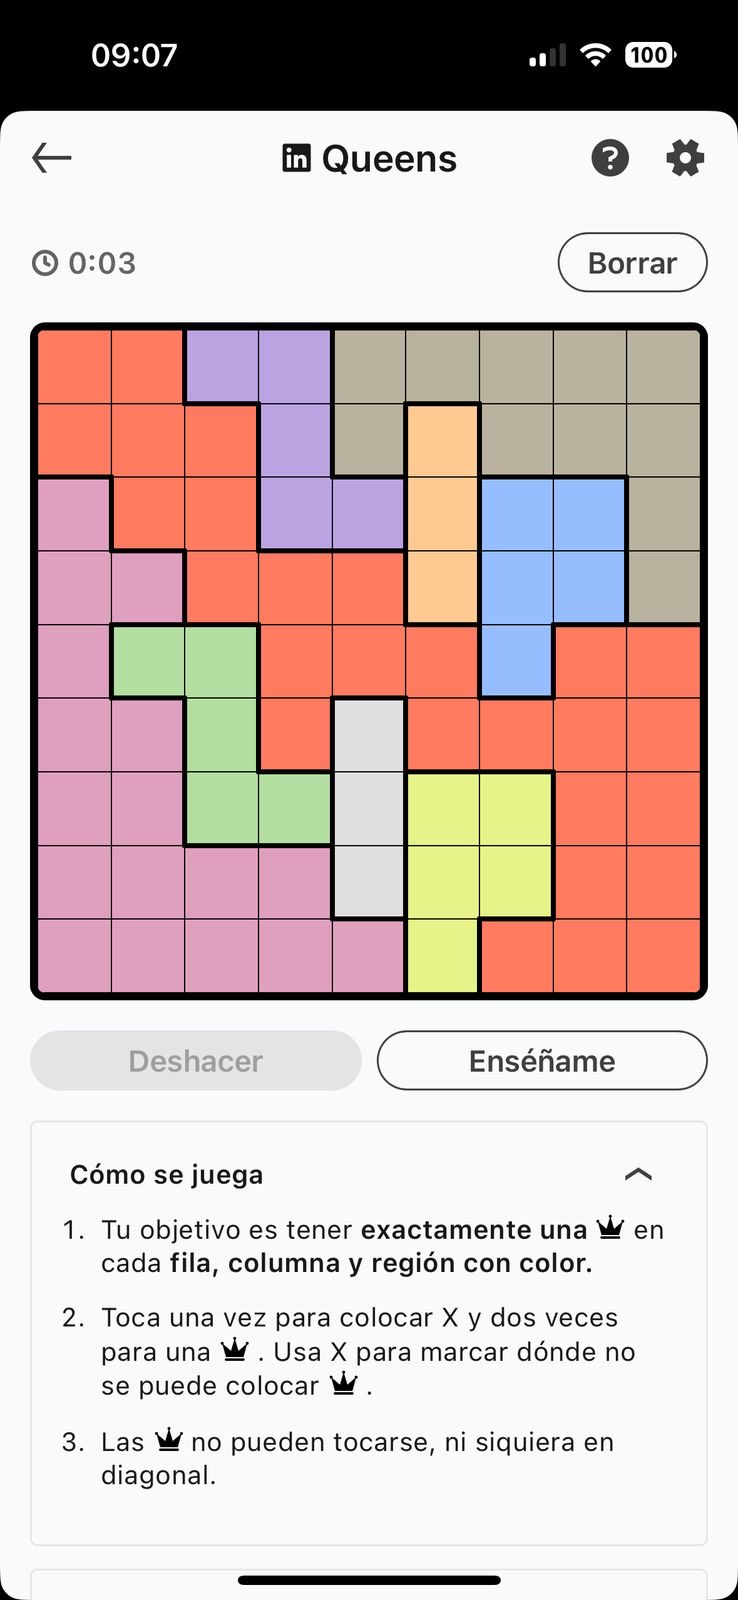 09:07
100
in Queens
?
0:03
Borrar
Deshacer
Enséñame
Cómo se juega
1. Tu objetivo es tener exactamente una en
cada fila, columna y región con color.
2. Toca una vez para colocar X y dos veces
para una . Usa X para marcar dónde no
se puede colocar .
3. Las no pueden tocarse, ni siquiera en
diagonal.